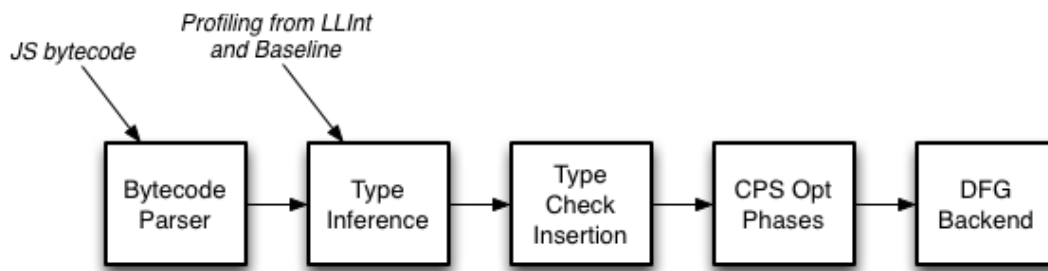 Profiling from LLInt
and Baseline
JS bytecode
Bytecode
Parser
Type
Inference
Type
Check
Insertion
CPS Opt
Phases
DFG
Backend